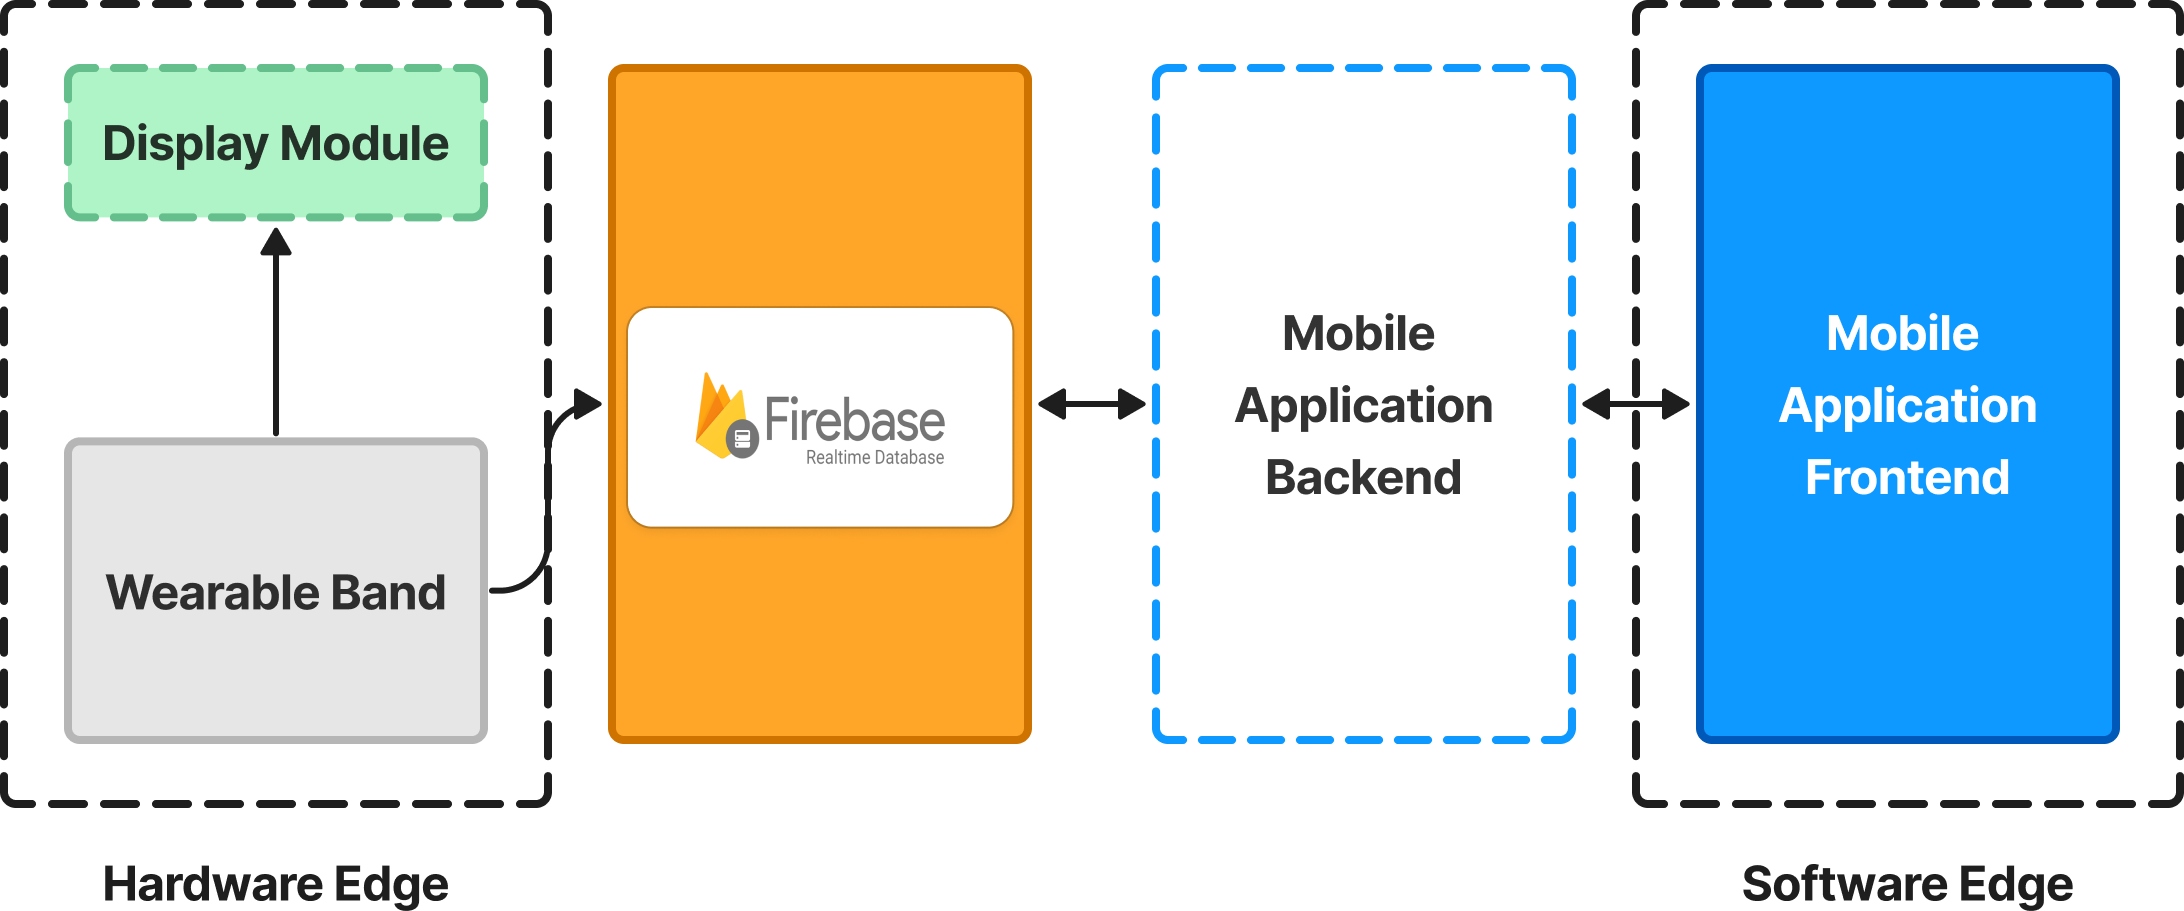 Display Module
Wearable Band
Hardware Edge
Firebase
Realtime Database
Mobile
Application
Backend
Mobile
Application
Frontend
Software Edge